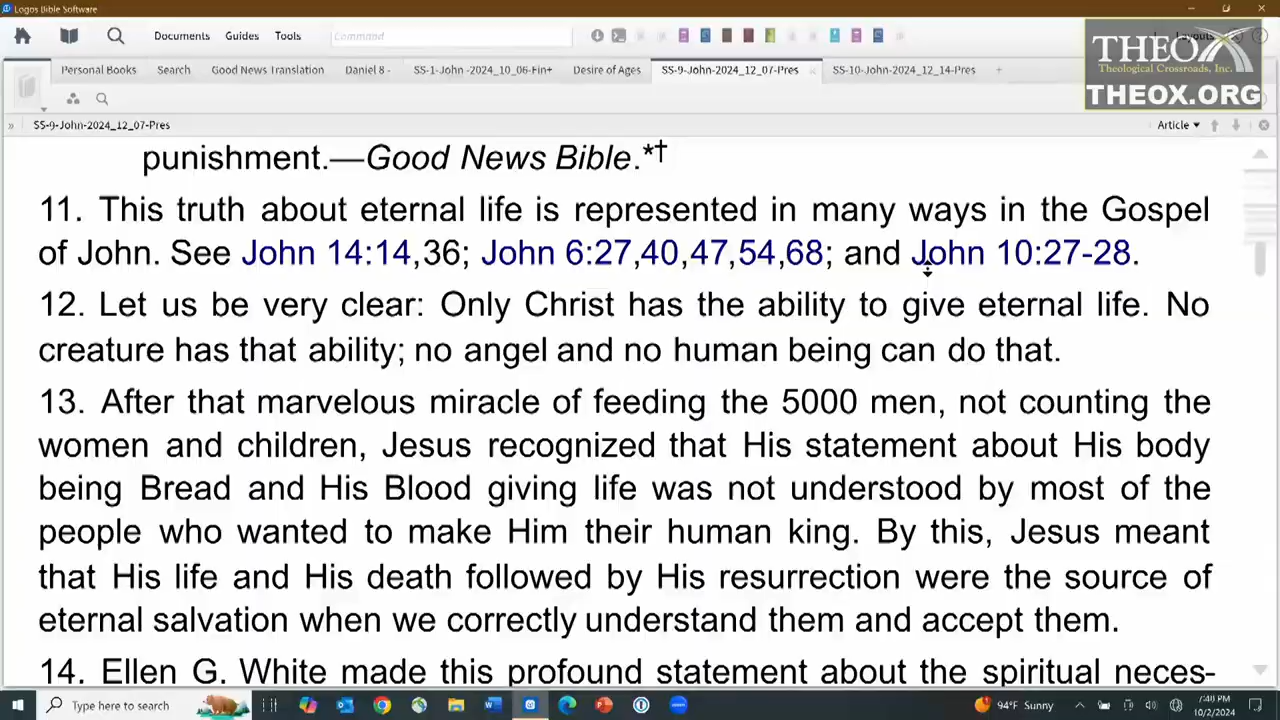 Logos Bible Software
Documents Guides Tools Command Layouts
THEOX
Theological Crossroads, Inc.
THEOX.ORG
Personal Books Search Good News Translation Daniel 8 - Desire of Ages SS-9-John-2024_12_07-Pres SS-10-John-2024_12_14-Pres +
» SS-9-John-2024_12_07-Pres Article
punishment.—Good News Bible.*†
11. This truth about eternal life is represented in many ways in the Gospel
of John. See John 14:14,36; John 6:27,40,47,54,68; and John 10:27-28.
12. Let us be very clear: Only Christ has the ability to give eternal life. No
creature has that ability; no angel and no human being can do that.
13. After that marvelous miracle of feeding the 5000 men, not counting the
women and children, Jesus recognized that His statement about His body
being Bread and His Blood giving life was not understood by most of the
people who wanted to make Him their human king. By this, Jesus meant
that His life and His death followed by His resurrection were the source of
eternal salvation when we correctly understand them and accept them.
14. Ellen G. White made this profound statement about the spiritual neces-
Type here to search
94°F Sunny
7:40 PM
10/2/2024